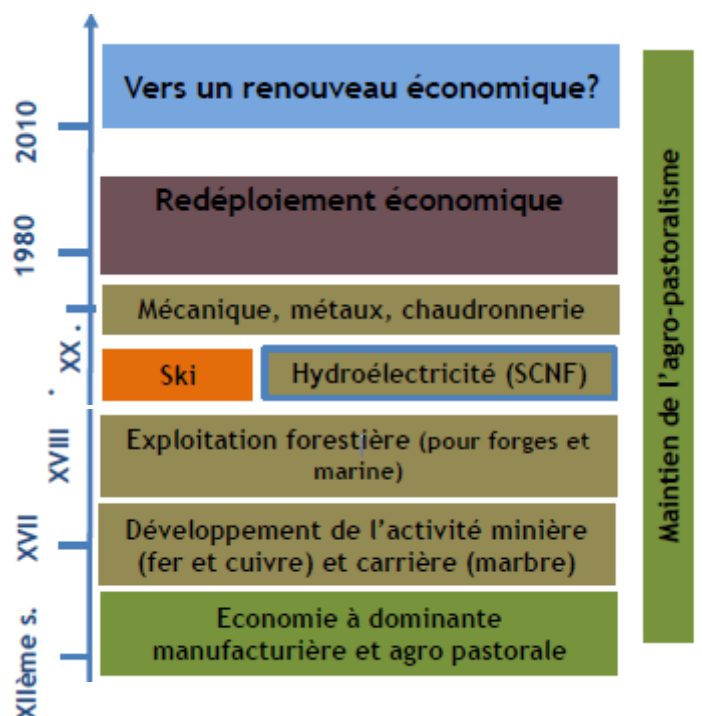 Vers un renouveau économique?
2010
Redéploiement économique
1980
Mécanique, métaux, chaudronnerie
XX .
Ski
Hydroélectricité (SCNF)
XVIII .
Exploitation forestière (pour forges et
marine)
XVII
Développement de l'activité minière
(fer et cuivre) et carrière (marbre)
XIIème s.
Economie à dominante
manufacturière et agro pastorale
Maintien de l'agro-pastoralisme